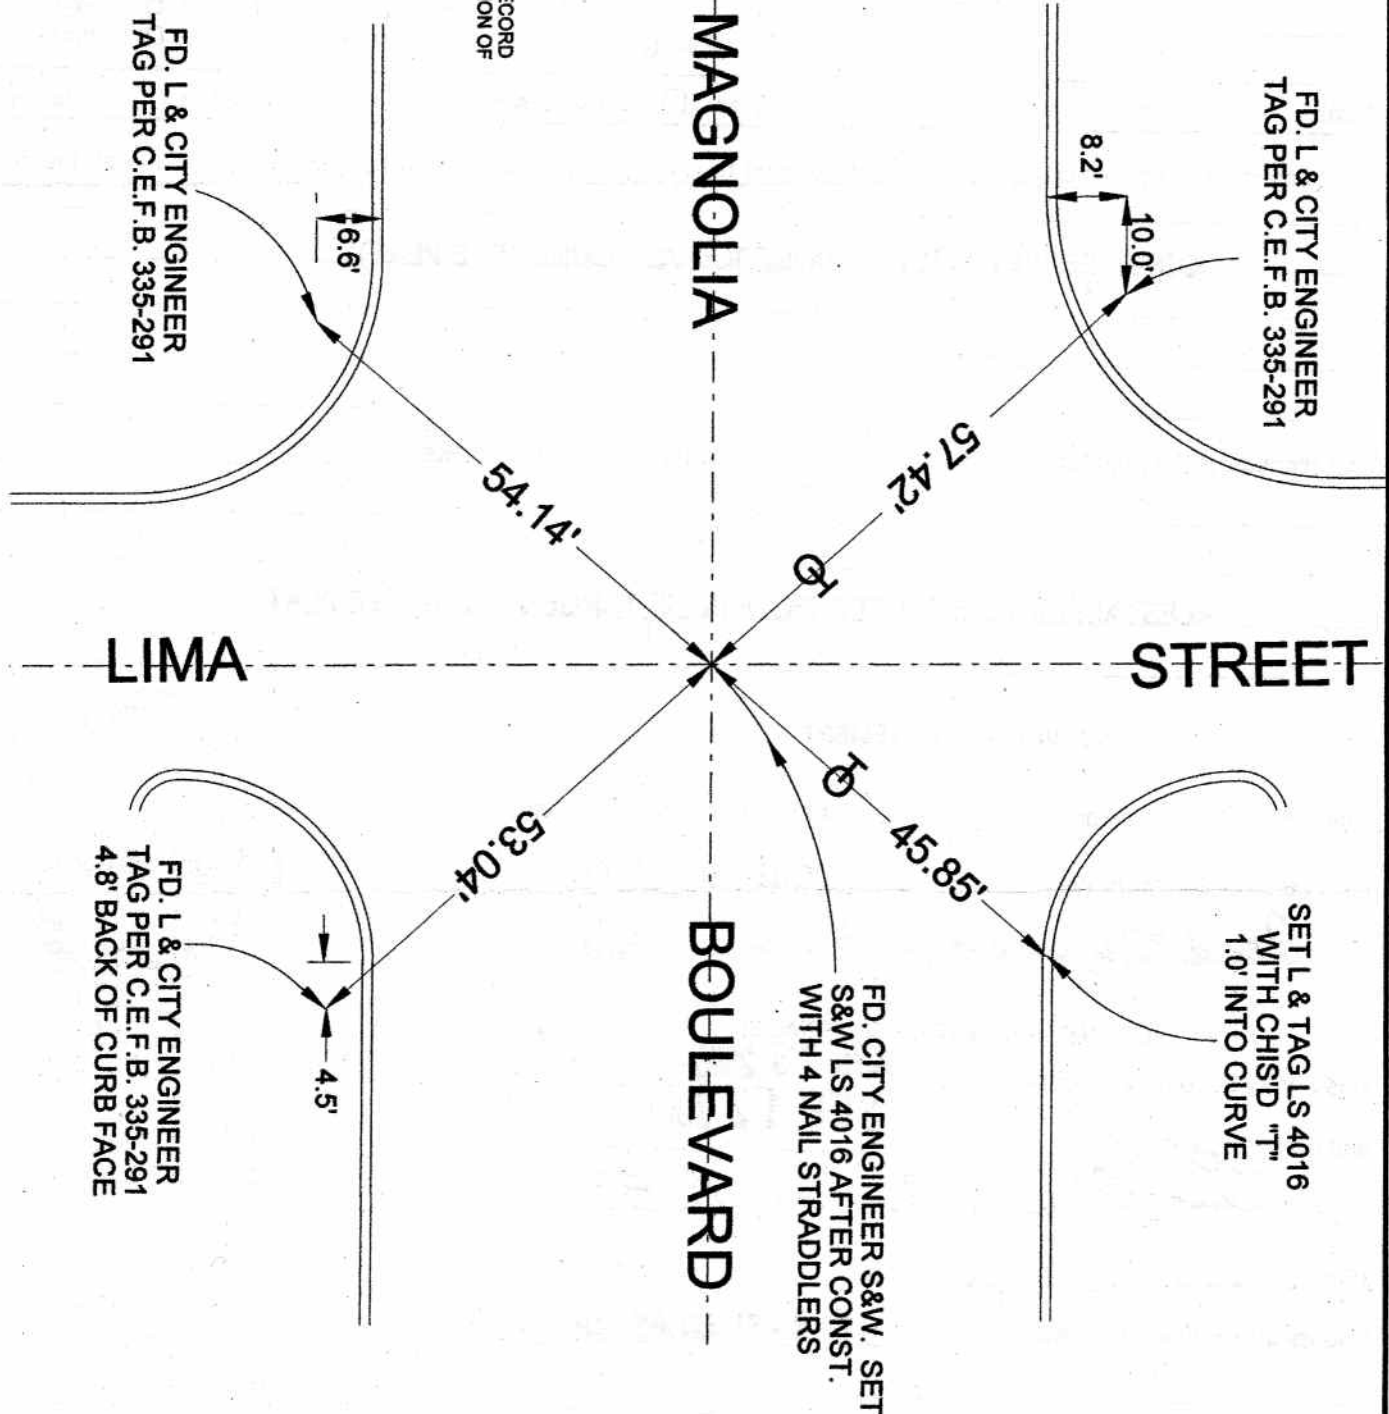 ECORD
ON OF
FD. L & CITY ENGINEER
TAG PER C.E.F.B. 335-291
8.2'
10.0'
57.42'
STREET
SET L & TAG LS 4016
WITH CHIS'D "T"
1.0' INTO CURVE
45.85'
MAGNOLIA
BOULEVARD
FD. CITY ENGINEER S&W. SET
S&W LS 4016 AFTER CONST.
WITH 4 NAIL STRADDLERS
FD. L & CITY ENGINEER
TAG PER C.E.F.B. 335-291
6.6'
54.14'
LIMA
53.04'
4.5'
FD. L & CITY ENGINEER
TAG PER C.E.F.B. 335-291
4.8' BACK OF CURB FACE